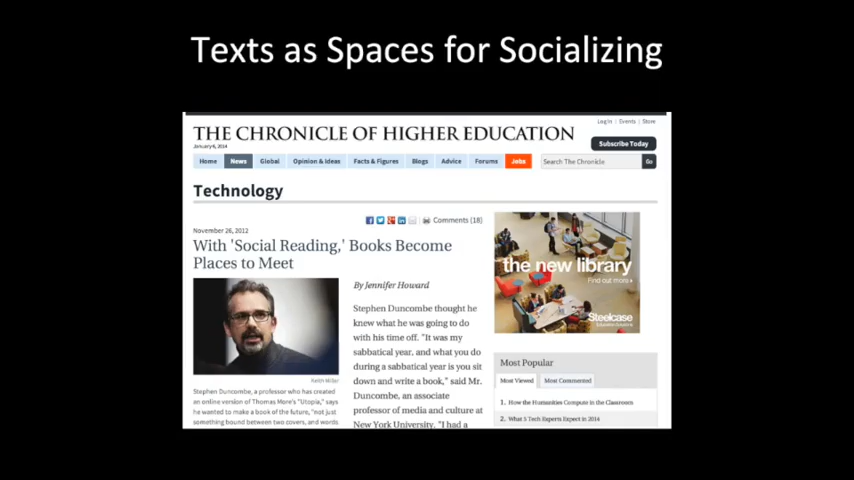 Texts as Spaces for Socializing
Log In | Events | Store
THE CHRONICLE OF HIGHER EDUCATION
January 6, 2014
Subscribe Today
Home News Global Opinion & Ideas Facts & Figures Blogs Advice Forums Jobs Search The Chronicle Go
Technology
Comments (18)
November 26, 2012
With 'Social Reading,' Books Become
Places to Meet
By Jennifer Howard
Stephen Duncombe thought he
knew what he was going to do
with his time off. "It was my
sabbatical year, and what you do
during a sabbatical year is you sit
down and write a book," said Mr.
Duncombe, an associate
professor of media and culture at
New York University. "I had a
Keith Miller
Stephen Duncombe, a professor who has created
an online version of Thomas More's "Utopia," says
he wanted to make a book of the future, "not just
something bound between two covers, and words
the new library
Find out more
Steelcase
Education Solutions
Most Popular
Most Viewed Most Commented
1. How the Humanities Compute in the Classroom
2. What 5 Tech Experts Expect in 2014